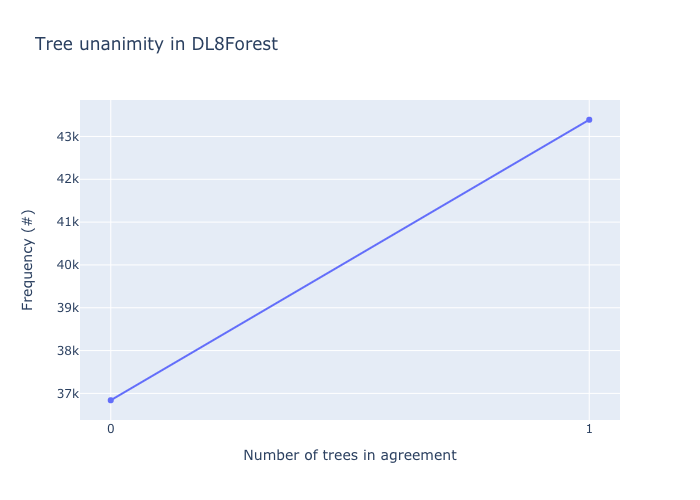 Tree unanimity in DL8Forest
43k
42k
41k
40k
39k
38k
37k
Frequency (#)
0
1
Number of trees in agreement